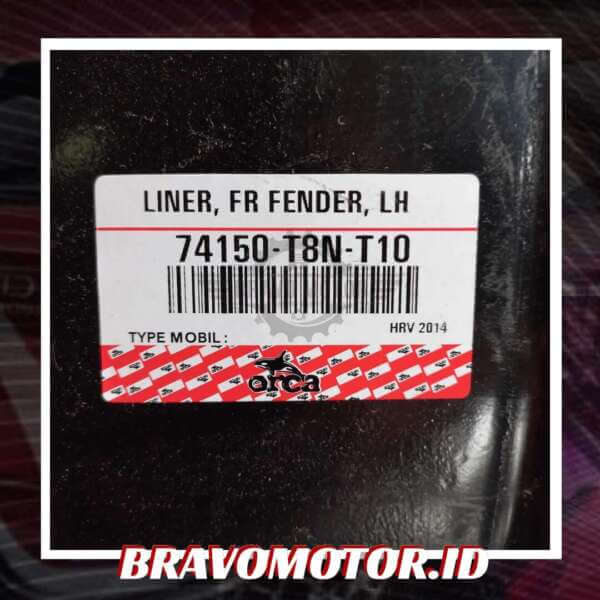 LINER, FR FENDER, LH
74150-T8N-T10
HRV 2014
TYPE MOBIL:
orca
BRAVOMOTOR.ID